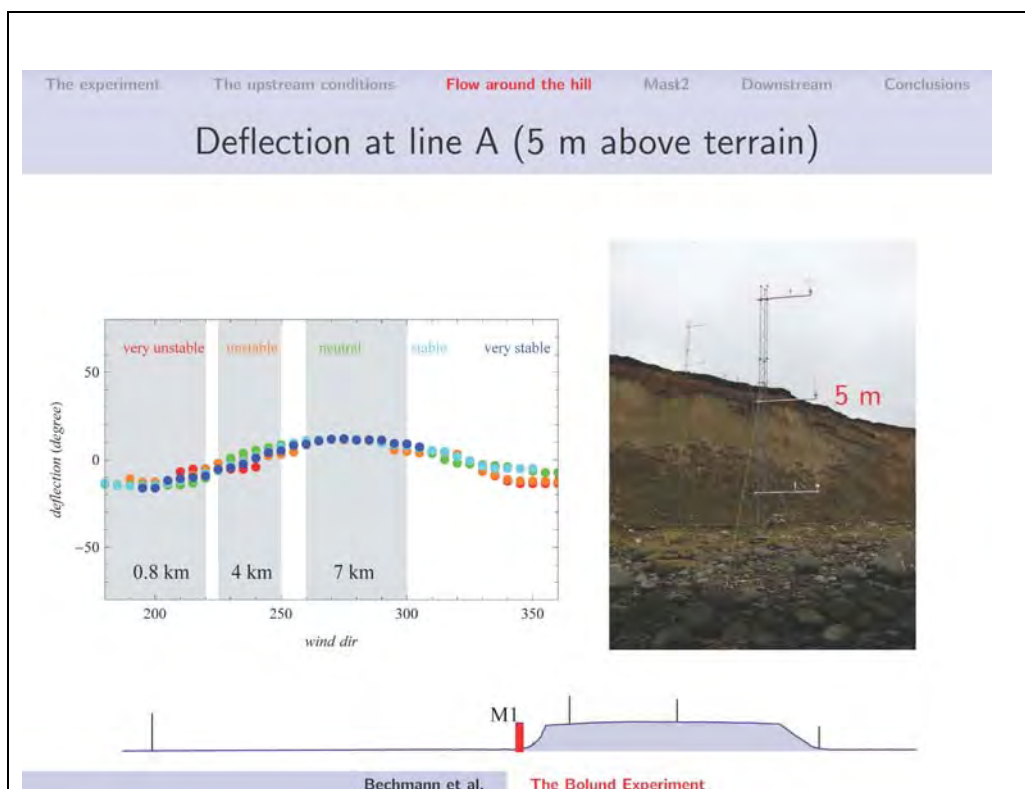 The experiment The upstream conditions Flow around the hill Mast2 Downstream Conclusions
Deflection at line A (5 m above terrain)
very unstable unstable neutral stable very stable
50
0
−50
deflection (degree)
0.8 km 4 km 7 km
200 250 300 350
wind dir
5 m
M1
Bechmann et al. The Bolund Experiment